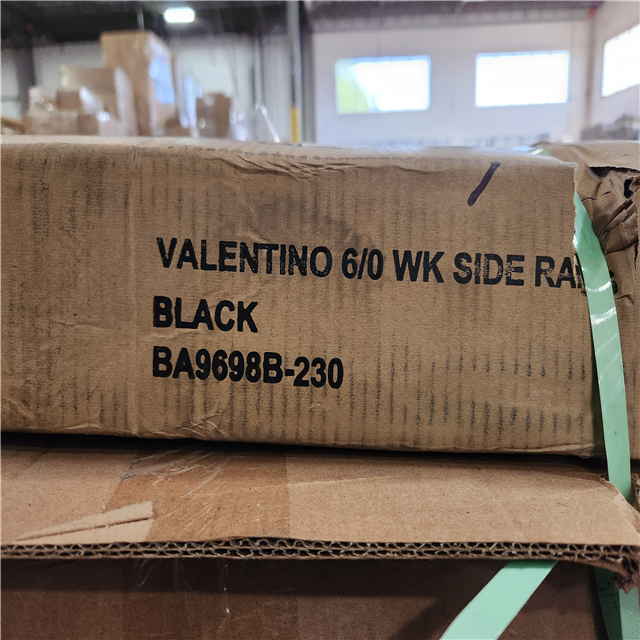 VALENTINO 6/0 WK SIDE
BLACK
BA9698B-230